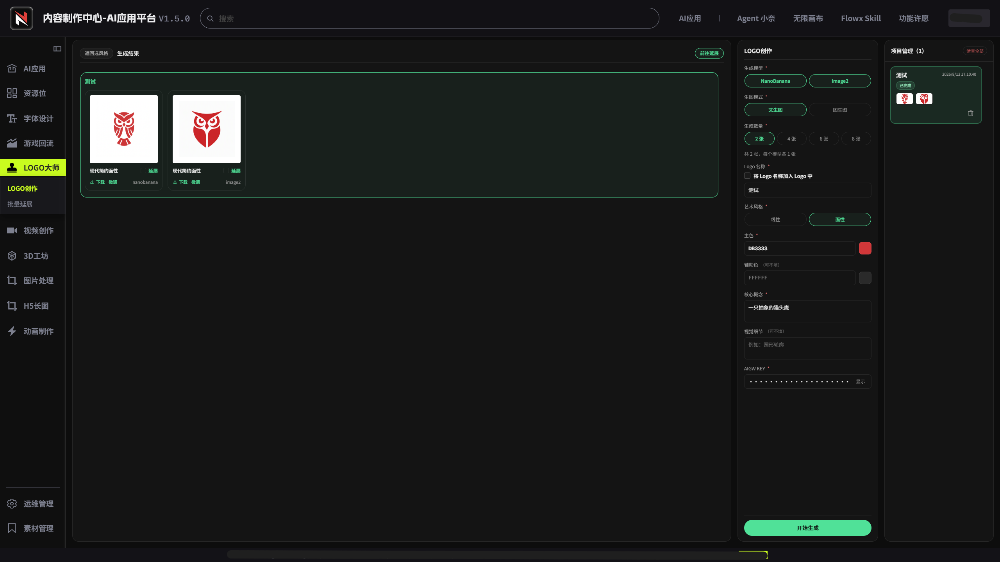 内容制作中心-AI应用平台 V1.5.0
搜索
AI应用
Agent 小奈
无限画布
Flowx Skill
功能许愿
AI应用
资源位
字体设计
游戏回流
LOGO大师
LOGO创作
批量延展
视频创作
3D工坊
图片处理
H5长图
动画制作
运维管理
素材管理
返回选风格
生成结果
前往延展
测试
现代简约面性
延展
下载 微调
nanobanana
现代简约面性
延展
下载 微调
image2
LOGO创作
生成模型 *
NanoBanana
Image2
生图模式 *
文生图
图生图
生成数量 *
2 张
4 张
6 张
8 张
共 2 张，每个模型各 1 张
Logo 名称 *
将 Logo 名称加入 Logo 中
测试
艺术风格 *
线性
面性
主色 *
DB3333
辅助色 （可不填）
FFFFFF
核心概念 *
一只抽象的猫头鹰
视觉细节 （可不填）
例如：圆形轮廓
AIGW KEY *
显示
开始生成
项目管理（1）
清空全部
测试
2026/8/13 17:10:40
已完成